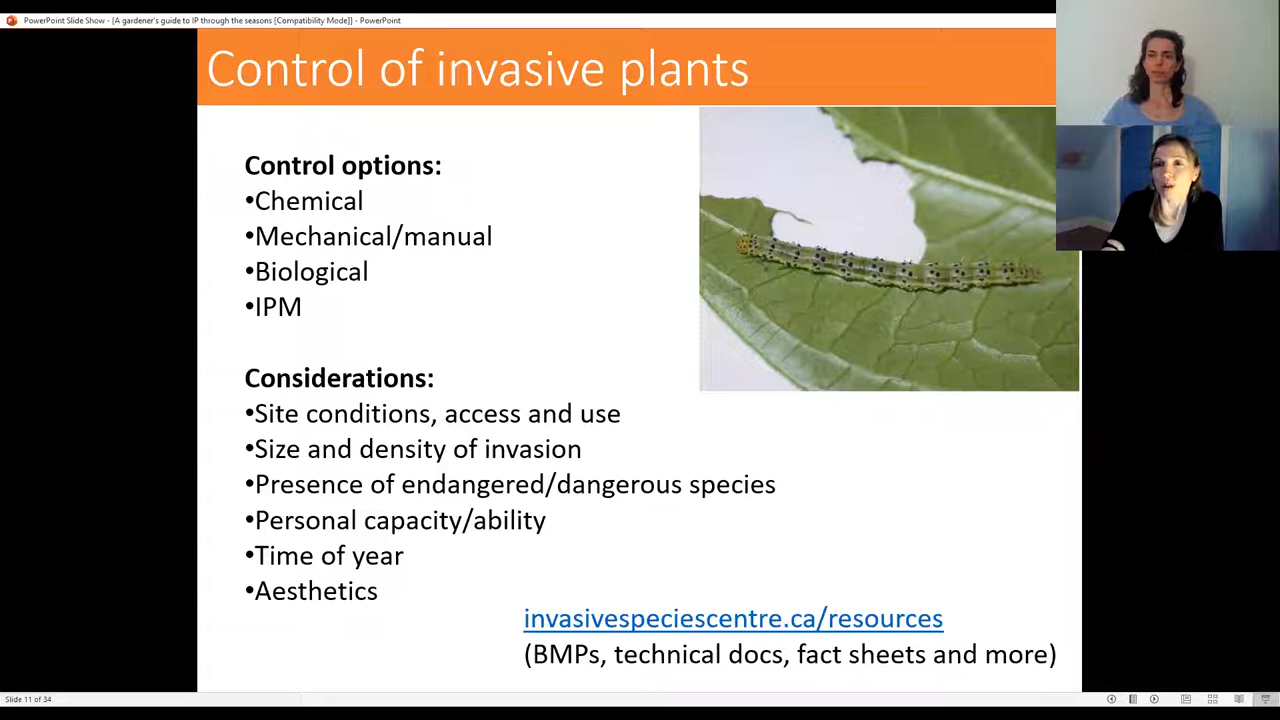 PowerPoint Slide Show - [A gardener's guide to IP through the seasons [Compatibility Mode]] - PowerPoint
Control of invasive plants
Control options:
•Chemical
•Mechanical/manual
•Biological
•IPM
Considerations:
•Site conditions, access and use
•Size and density of invasion
•Presence of endangered/dangerous species
•Personal capacity/ability
•Time of year
•Aesthetics
invasivespeciescentre.ca/resources
(BMPs, technical docs, fact sheets and more)
Slide 11 of 34